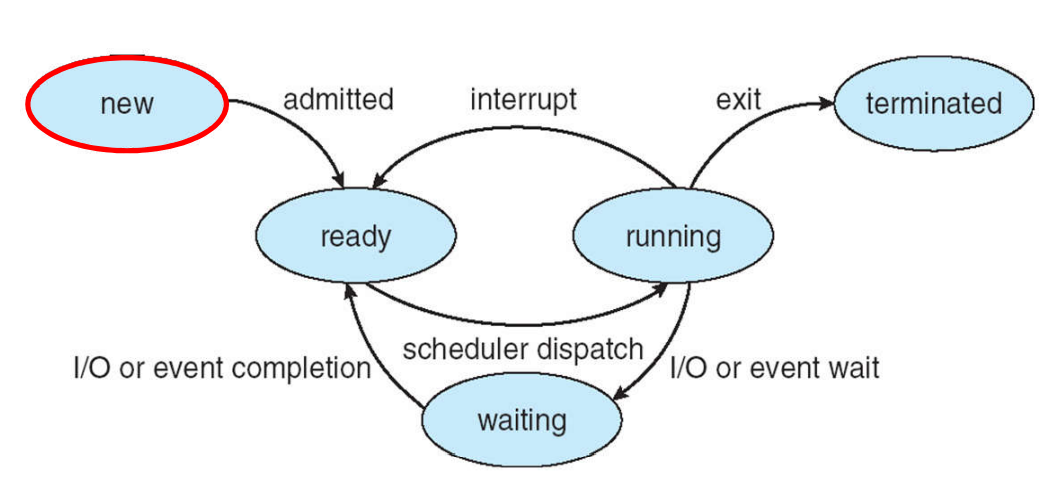 new
admitted
interrupt
exit
terminated
ready
running
I/O or event completion
scheduler dispatch
I/O or event wait
waiting